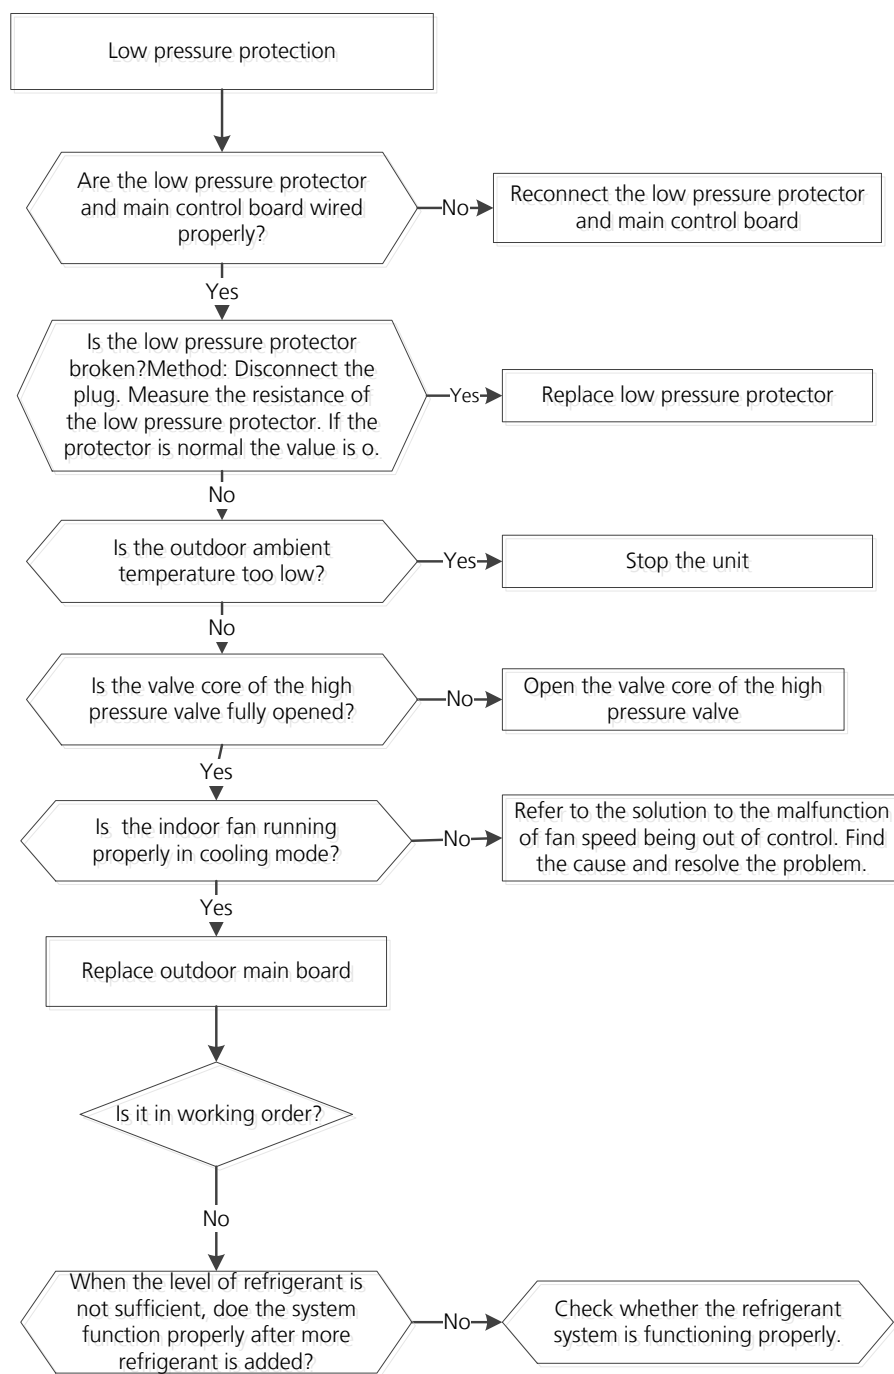 Low pressure protection
Are the low pressure protector
and main control board wired
properly?
No
Reconnect the low pressure protector
and main control board
Yes
Is the low pressure protector
broken?Method: Disconnect the
plug. Measure the resistance of
the low pressure protector. If the
protector is normal the value is o.
Yes
Replace low pressure protector
No
Is the outdoor ambient
temperature too low?
Yes
Stop the unit
No
Is the valve core of the high
pressure valve fully opened?
No
Open the valve core of the high
pressure valve
Yes
Is the indoor fan running
properly in cooling mode?
No
Refer to the solution to the malfunction
of fan speed being out of control. Find
the cause and resolve the problem.
Yes
Replace outdoor main board
Is it in working order?
No
When the level of refrigerant is
not sufficient, doe the system
function properly after more
refrigerant is added?
No
Check whether the refrigerant
system is functioning properly.